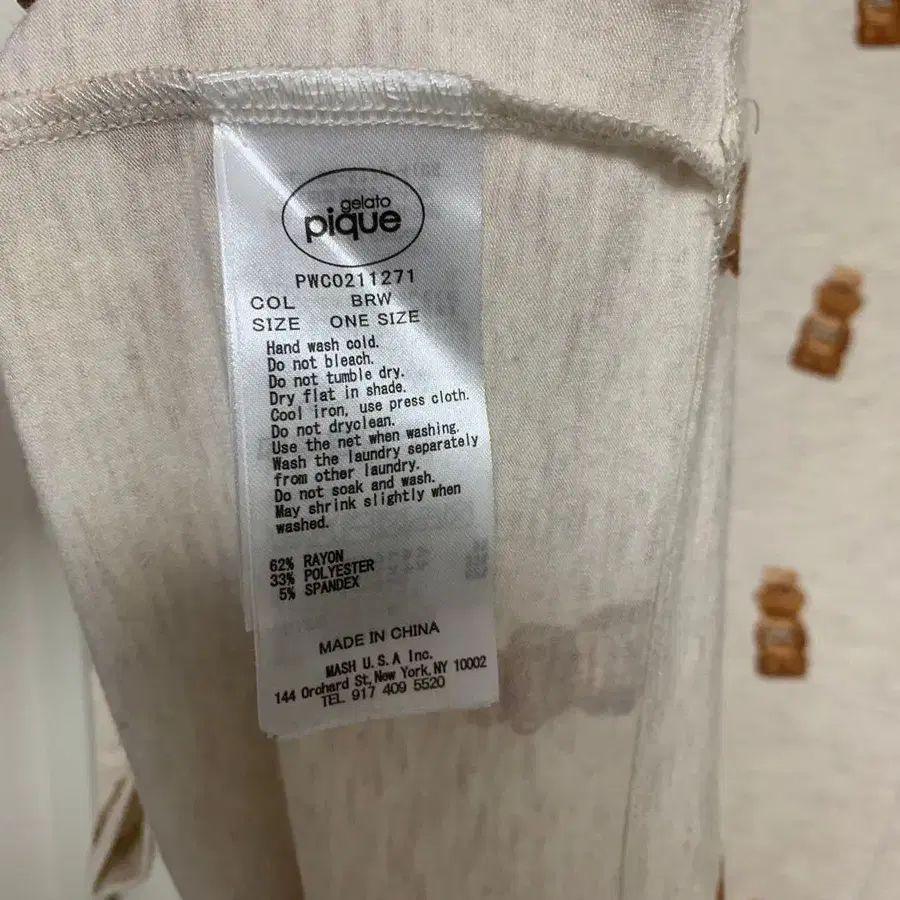 gelato
pique
PWCO211271
COL BRW
SIZE ONE SIZE
Hand wash cold.
Do not bleach.
Do not tumble dry.
Dry flat in shade.
Cool iron, use press cloth.
Do not dryclean.
Use the net when washing.
Wash the laundry separately
from other laundry.
Do not soak and wash.
May shrink slightly when
washed.
62% RAYON
33% POLYESTER
5% SPANDEX
MADE IN CHINA
MASH U.S.A Inc.
144 Orchard St, New York, NY 10002
TEL 917 409 5520